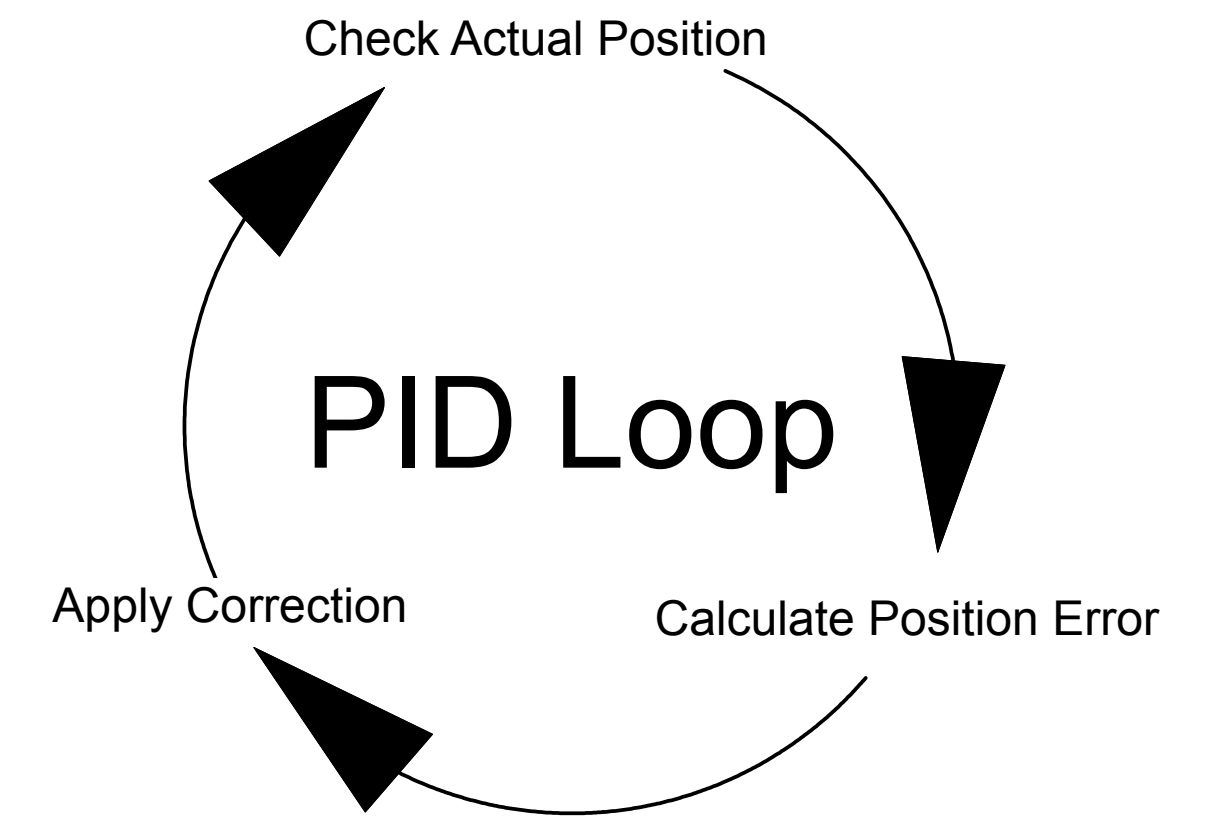 Check Actual Position
PID Loop
Apply Correction
Calculate Position Error